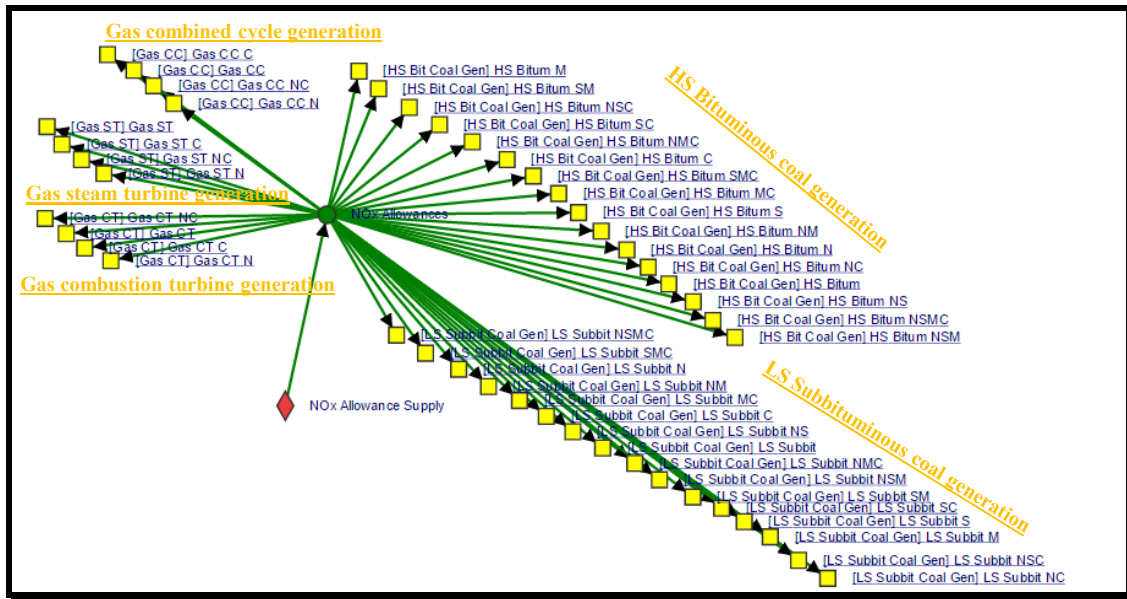 Gas combined cycle generation
[Gas CC] Gas CC C
[Gas CC] Gas CC
[Gas CC] Gas CC NC
[Gas CC] Gas CC N
[Gas ST] Gas ST
[Gas ST] Gas ST C
[Gas ST] Gas ST NC
[Gas ST] Gas ST N
Gas steam turbine generation
[Gas CT] Gas CT NC
[Gas CT] Gas CT
[Gas CT] Gas CT C
[Gas CT] Gas CT N
Gas combustion turbine generation
NOx Allowances
NOx Allowance Supply
HS Bituminous coal generation
[HS Bit Coal Gen] HS Bitum M
[HS Bit Coal Gen] HS Bitum SM
[HS Bit Coal Gen] HS Bitum NSC
[HS Bit Coal Gen] HS Bitum SC
[HS Bit Coal Gen] HS Bitum NMC
[HS Bit Coal Gen] HS Bitum C
[HS Bit Coal Gen] HS Bitum SMC
[HS Bit Coal Gen] HS Bitum MC
[HS Bit Coal Gen] HS Bitum S
[HS Bit Coal Gen] HS Bitum NM
[HS Bit Coal Gen] HS Bitum N
[HS Bit Coal Gen] HS Bitum NC
[HS Bit Coal Gen] HS Bitum
[HS Bit Coal Gen] HS Bitum NS
[HS Bit Coal Gen] HS Bitum NSMC
[HS Bit Coal Gen] HS Bitum NSM
LS Subbituminous coal generation
[LS Subbit Coal Gen] LS Subbit NSMC
[LS Subbit Coal Gen] LS Subbit SMC
[LS Subbit Coal Gen] LS Subbit N
[LS Subbit Coal Gen] LS Subbit NM
[LS Subbit Coal Gen] LS Subbit MC
[LS Subbit Coal Gen] LS Subbit C
[LS Subbit Coal Gen] LS Subbit NS
[LS Subbit Coal Gen] LS Subbit
[LS Subbit Coal Gen] LS Subbit NMC
[LS Subbit Coal Gen] LS Subbit NSM
[LS Subbit Coal Gen] LS Subbit SM
[LS Subbit Coal Gen] LS Subbit SC
[LS Subbit Coal Gen] LS Subbit S
[LS Subbit Coal Gen] LS Subbit M
[LS Subbit Coal Gen] LS Subbit NSC
[LS Subbit Coal Gen] LS Subbit NC